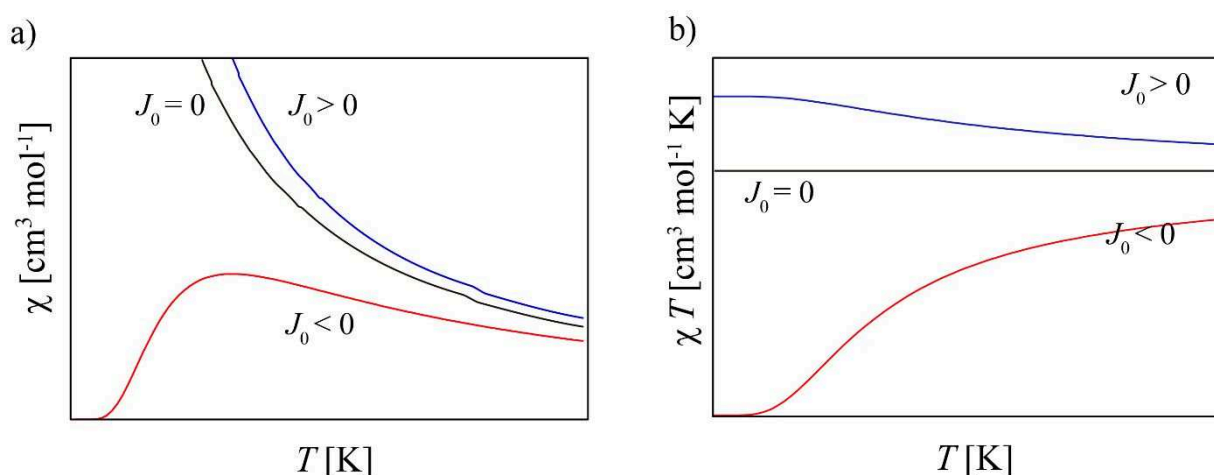 a)
χ [cm³ mol⁻¹]
J₀ = 0
J₀ > 0
J₀ < 0
T [K]
b)
χ T [cm³ mol⁻¹ K]
J₀ > 0
J₀ = 0
J₀ < 0
T [K]